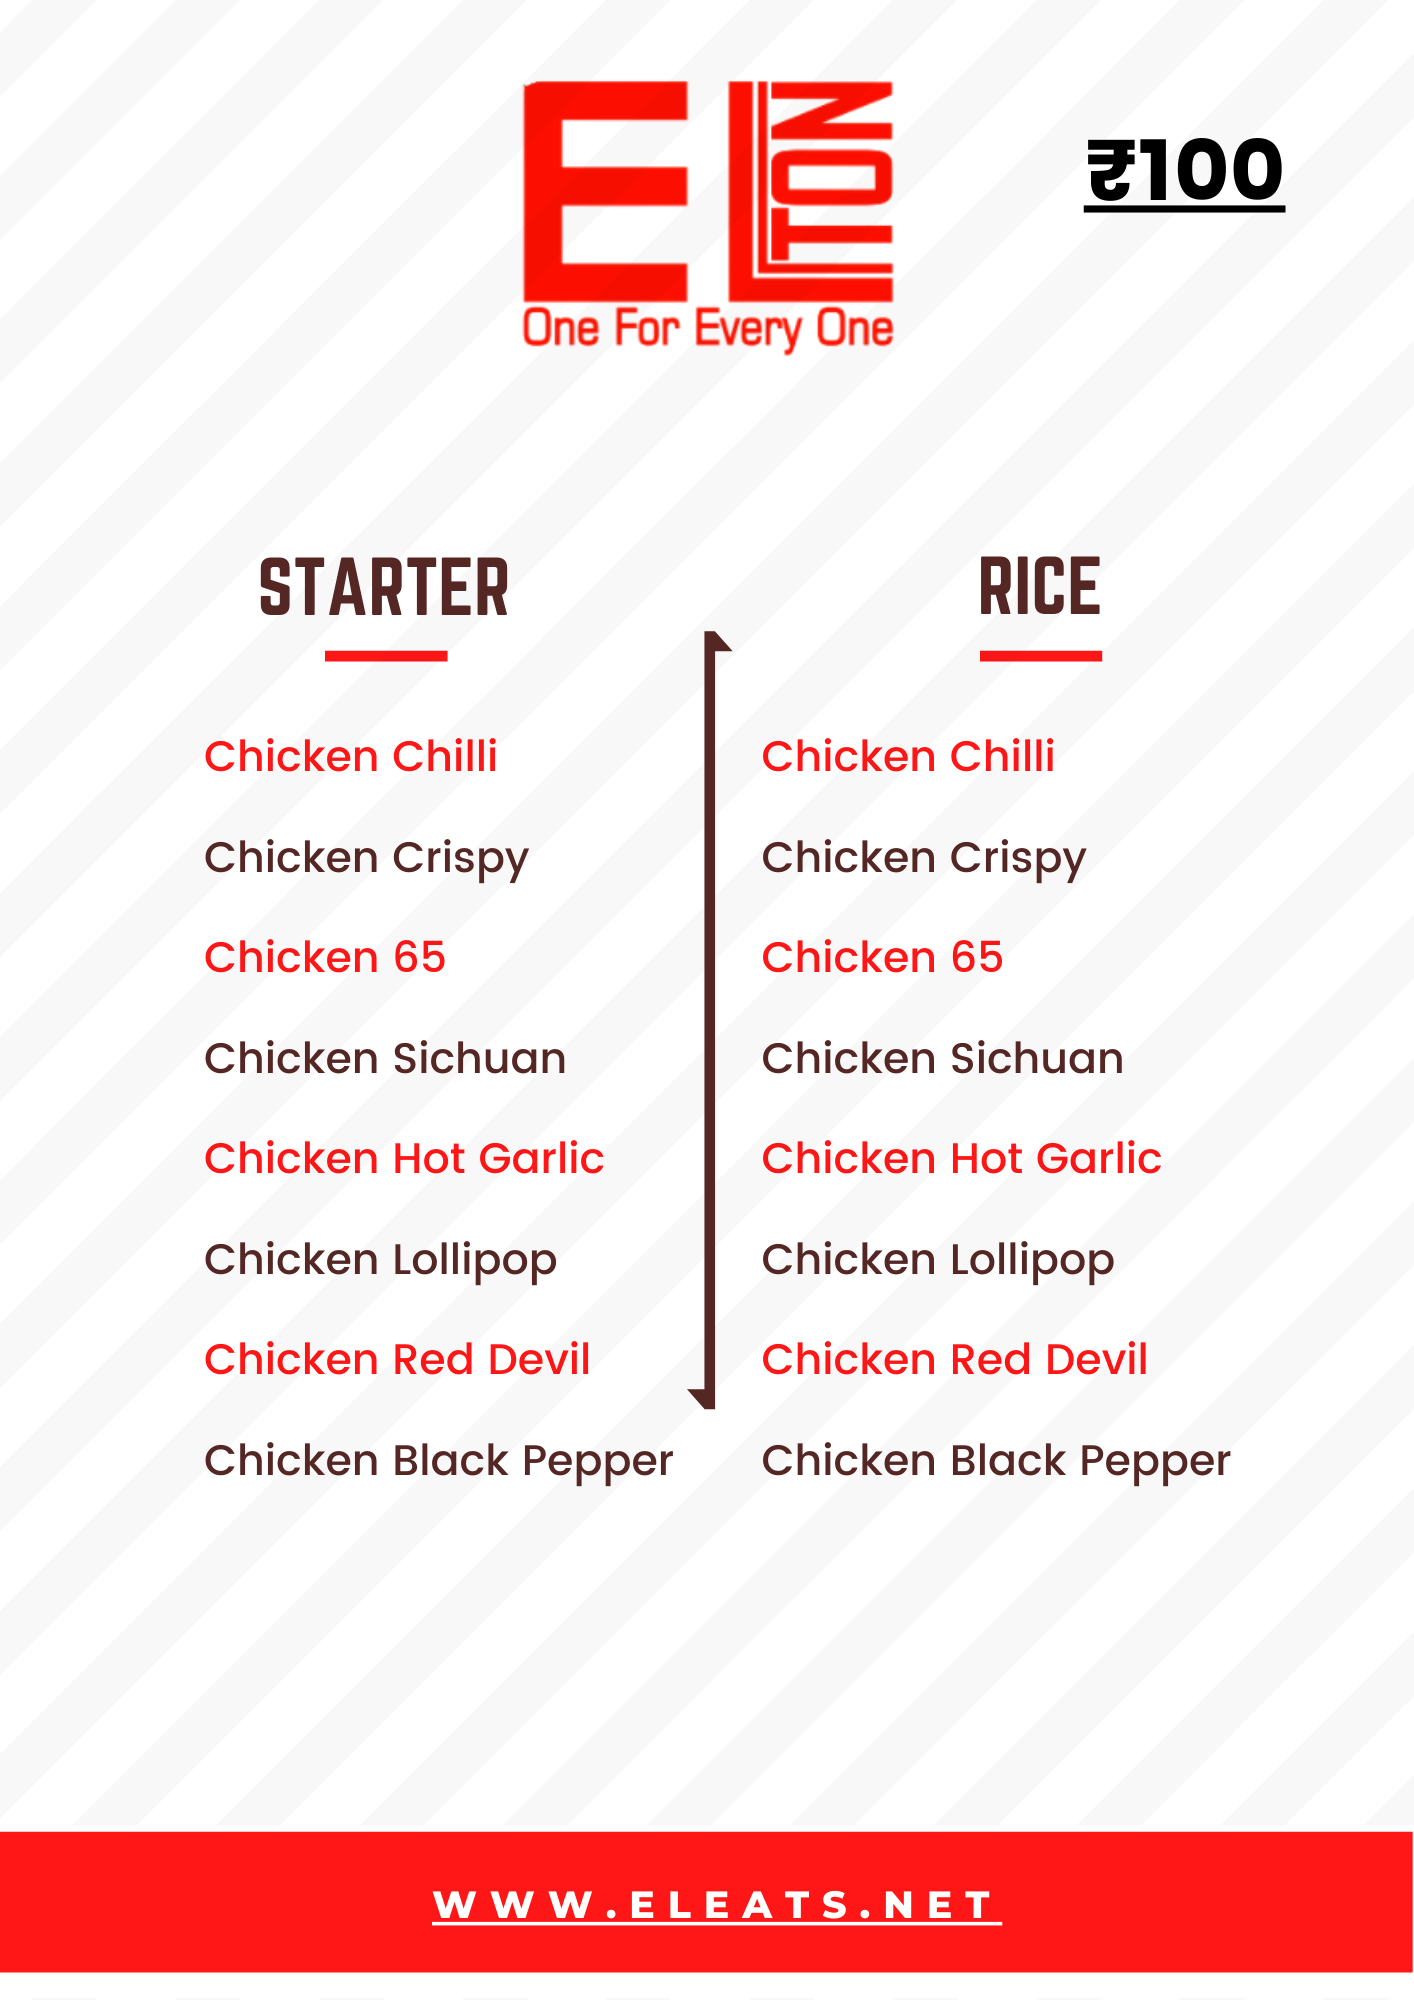 EL
TON
One For Every One
₹100
STARTER
Chicken Chilli
Chicken Crispy
Chicken 65
Chicken Sichuan
Chicken Hot Garlic
Chicken Lollipop
Chicken Red Devil
Chicken Black Pepper
RICE
Chicken Chilli
Chicken Crispy
Chicken 65
Chicken Sichuan
Chicken Hot Garlic
Chicken Lollipop
Chicken Red Devil
Chicken Black Pepper
WWW.ELEATS.NET